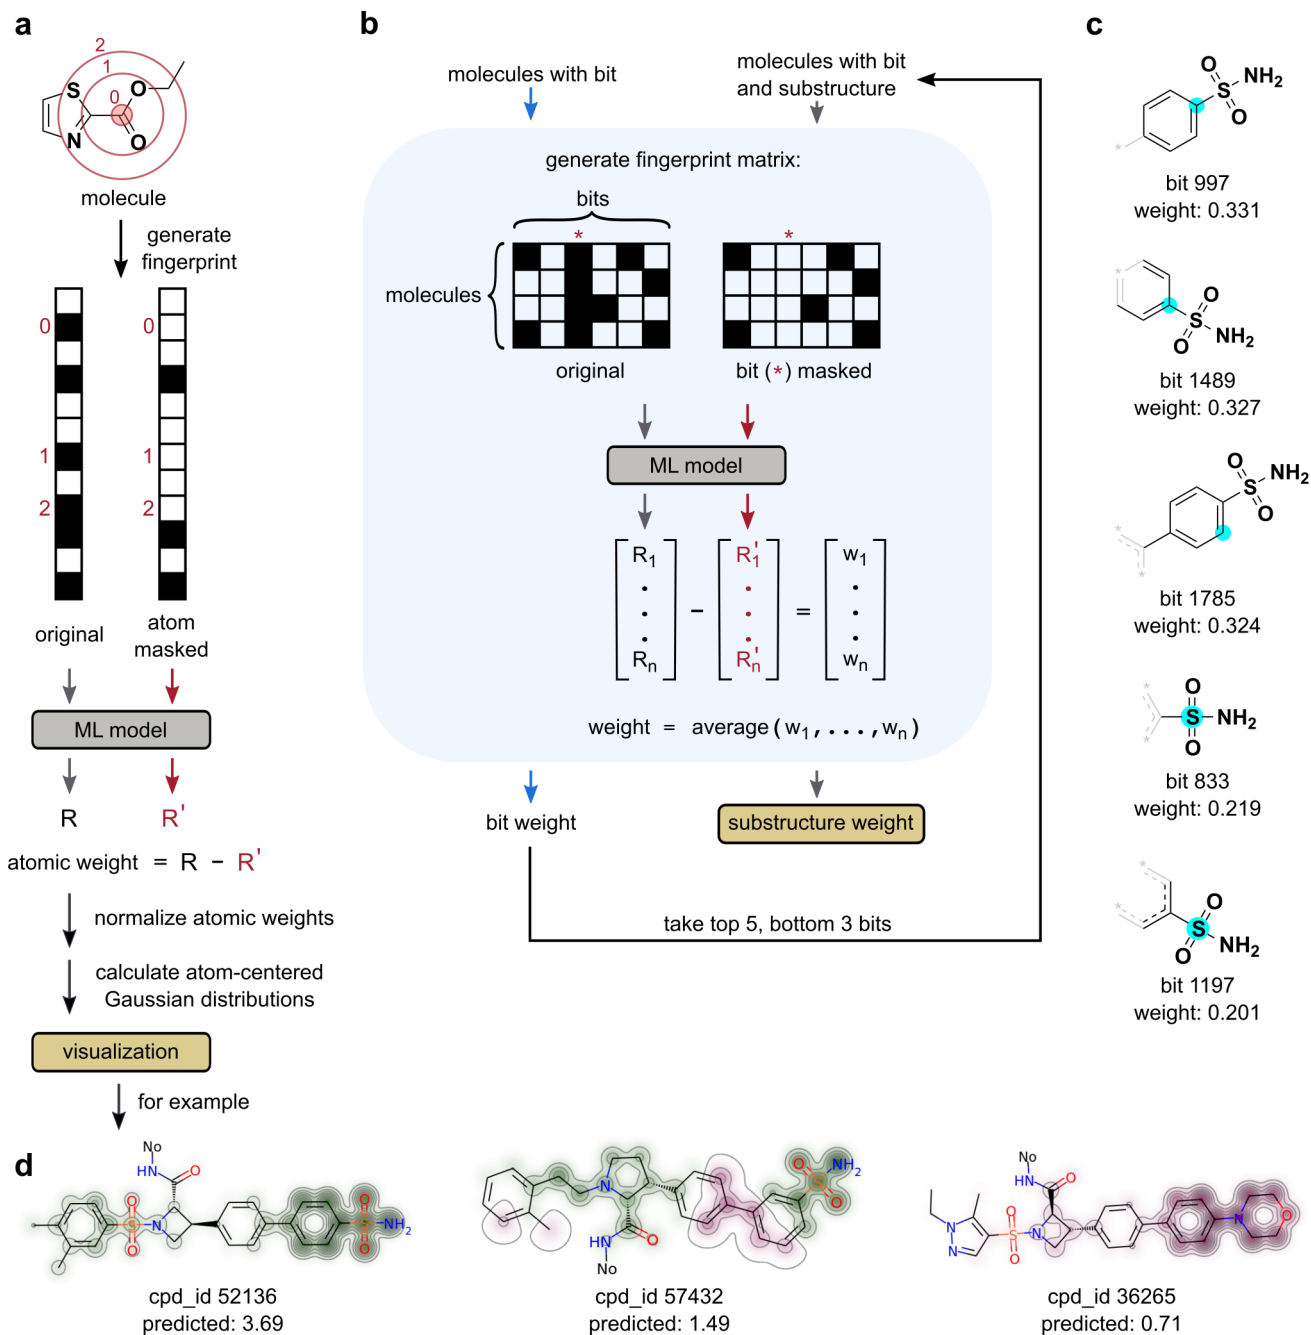 a
2
1
0
S
O
N
O
molecule
generate
fingerprint
0
1
2
0
1
2
original
atom
masked
ML model
R
R'
atomic weight = R − R'
normalize atomic weights
calculate atom-centered
Gaussian distributions
visualization
for example
b
molecules with bit
molecules with bit
and substructure
generate fingerprint matrix:
bits
*
*
molecules
original
bit (*) masked
ML model
R1
Rn
−
R'1
R'n
=
w1
wn
weight = average(w1,...,wn)
bit weight
substructure weight
take top 5, bottom 3 bits
c
O
S
NH2
O
*
bit 997
weight: 0.331
*
O
S
O
NH2
bit 1489
weight: 0.327
O
S
NH2
O
*
*
bit 1785
weight: 0.324
*
O
S
NH2
*
O
bit 833
weight: 0.219
*
*
O
S
O
NH2
bit 1197
weight: 0.201
d
No
HN
O
O
S
O
N
O
S
O
NH2
cpd_id 52136
predicted: 3.69
N
HN
No
O
O
S
O
NH2
cpd_id 57432
predicted: 1.49
No
HN
O
N
N
O
S
O
N
N
O
cpd_id 36265
predicted: 0.71